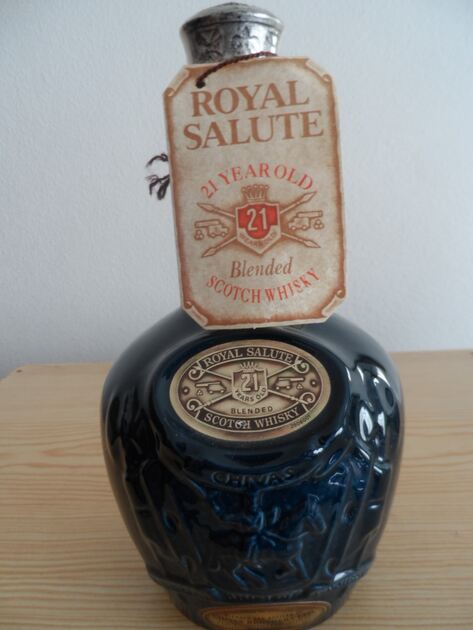 ROYAL
SALUTE
21 YEAR OLD
21
Blended
SCOTCH WHISKY
ROYAL SALUTE
21
YEARS OLD
BLENDED
SCOTCH WHISKY
CHIVAS